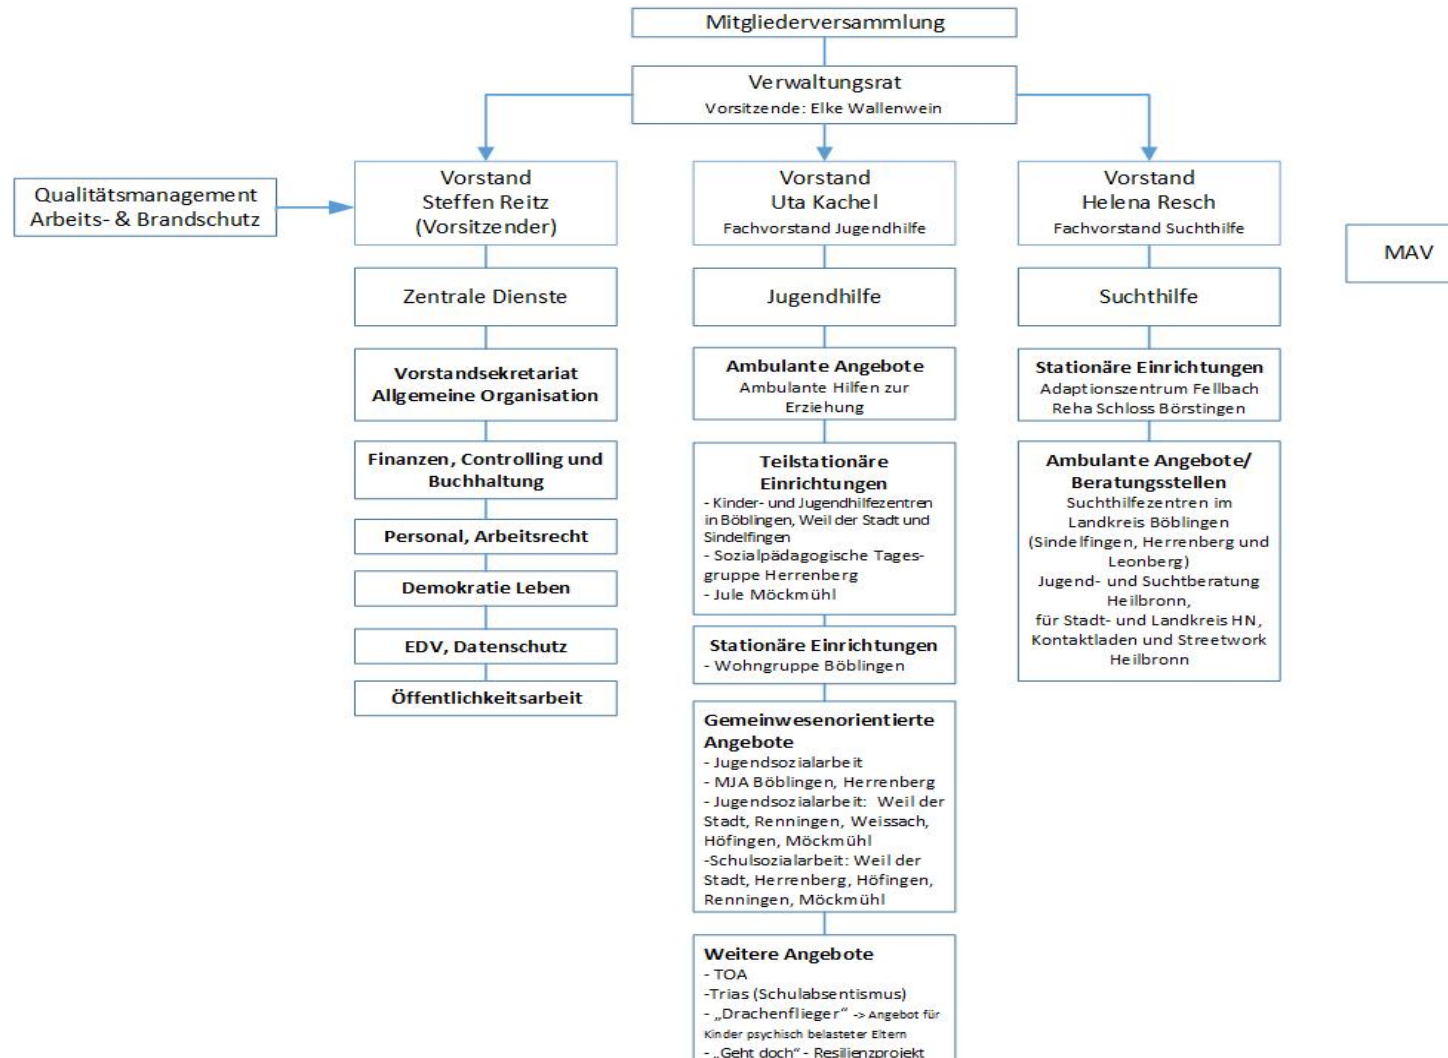 Mitgliederversammlung
Verwaltungsrat
Vorsitzende: Elke Wallenwein
Qualitätsmanagement
Arbeits- & Brandschutz
Vorstand
Steffen Reitz
(Vorsitzender)
Vorstand
Uta Kachel
Fachvorstand Jugendhilfe
Vorstand
Helena Resch
Fachvorstand Suchthilfe
MAV
Zentrale Dienste
Jugendhilfe
Suchthilfe
Vorstandsekretariat
Allgemeine Organisation
Finanzen, Controlling und
Buchhaltung
Personal, Arbeitsrecht
Demokratie Leben
EDV, Datenschutz
Öffentlichkeitsarbeit
Ambulante Angebote
Ambulante Hilfen zur
Erziehung
Teilstationäre
Einrichtungen
- Kinder- und Jugendhilfezentren
in Böblingen, Weil der Stadt und
Sindelfingen
- Sozialpädagogische Tages-
gruppe Herrenberg
- Jule Möckmühl
Stationäre Einrichtungen
- Wohngruppe Böblingen
Gemeinwesenorientierte
Angebote
- Jugendsozialarbeit
- MJA Böblingen, Herrenberg
- Jugendsozialarbeit: Weil der
Stadt, Renningen, Weissach,
Höfingen, Möckmühl
-Schulsozialarbeit: Weil der
Stadt, Herrenberg, Höfingen,
Renningen, Möckmühl
Weitere Angebote
- TOA
-Trias (Schulabsentismus)
- „Drachenflieger“ -> Angebot für
Kinder psychisch belasteter Eltern
- „Geht doch“ - Resilienzprojekt
Stationäre Einrichtungen
Adaptionszentrum Fellbach
Reha Schloss Börstingen
Ambulante Angebote/
Beratungsstellen
Suchthilfezentren im
Landkreis Böblingen
(Sindelfingen, Herrenberg und
Leonberg)
Jugend- und Suchtberatung
Heilbronn,
für Stadt- und Landkreis HN,
Kontaktladen und Streetwork
Heilbronn